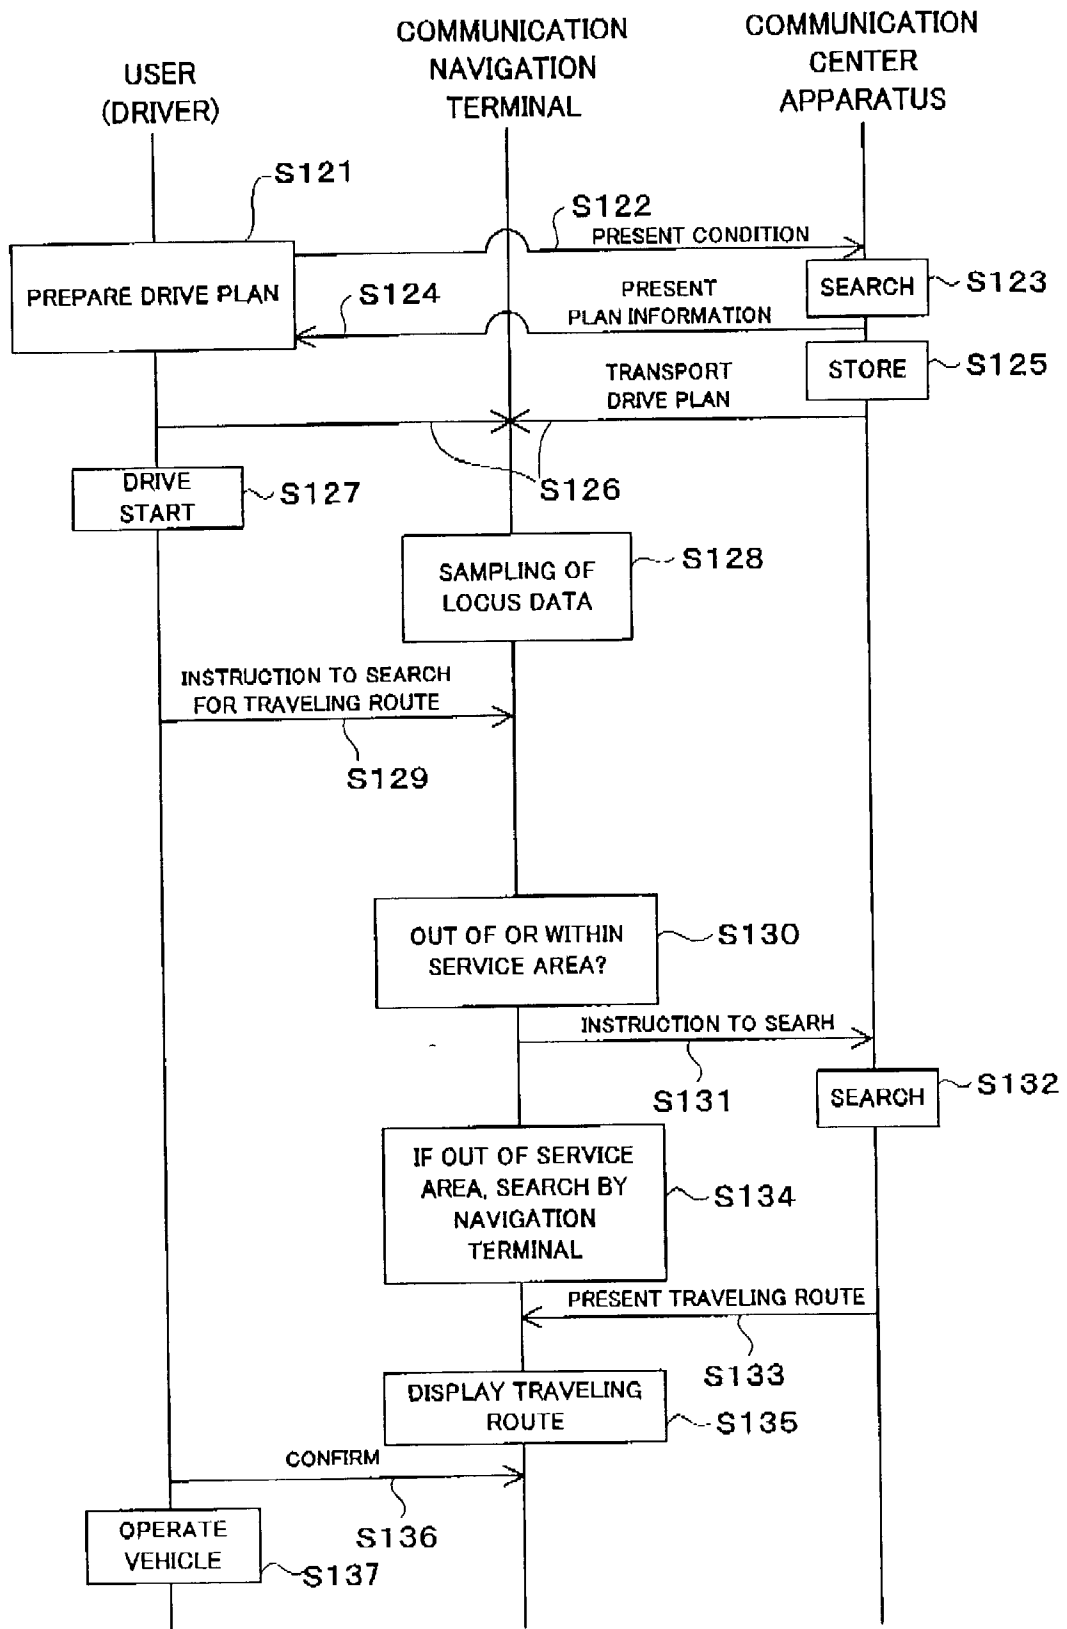 USER
(DRIVER)
COMMUNICATION
NAVIGATION
TERMINAL
COMMUNICATION
CENTER
APPARATUS
S121
PREPARE DRIVE PLAN
S122
PRESENT CONDITION
SEARCH
S123
S124
PRESENT
PLAN INFORMATION
STORE
S125
TRANSPORT
DRIVE PLAN
S126
DRIVE
START
S127
SAMPLING OF
LOCUS DATA
S128
INSTRUCTION TO SEARCH
FOR TRAVELING ROUTE
S129
OUT OF OR WITHIN
SERVICE AREA?
S130
INSTRUCTION TO SEARH
S131
SEARCH
S132
IF OUT OF SERVICE
AREA, SEARCH BY
NAVIGATION
TERMINAL
S134
PRESENT TRAVELING ROUTE
S133
DISPLAY TRAVELING
ROUTE
S135
CONFIRM
S136
OPERATE
VEHICLE
S137